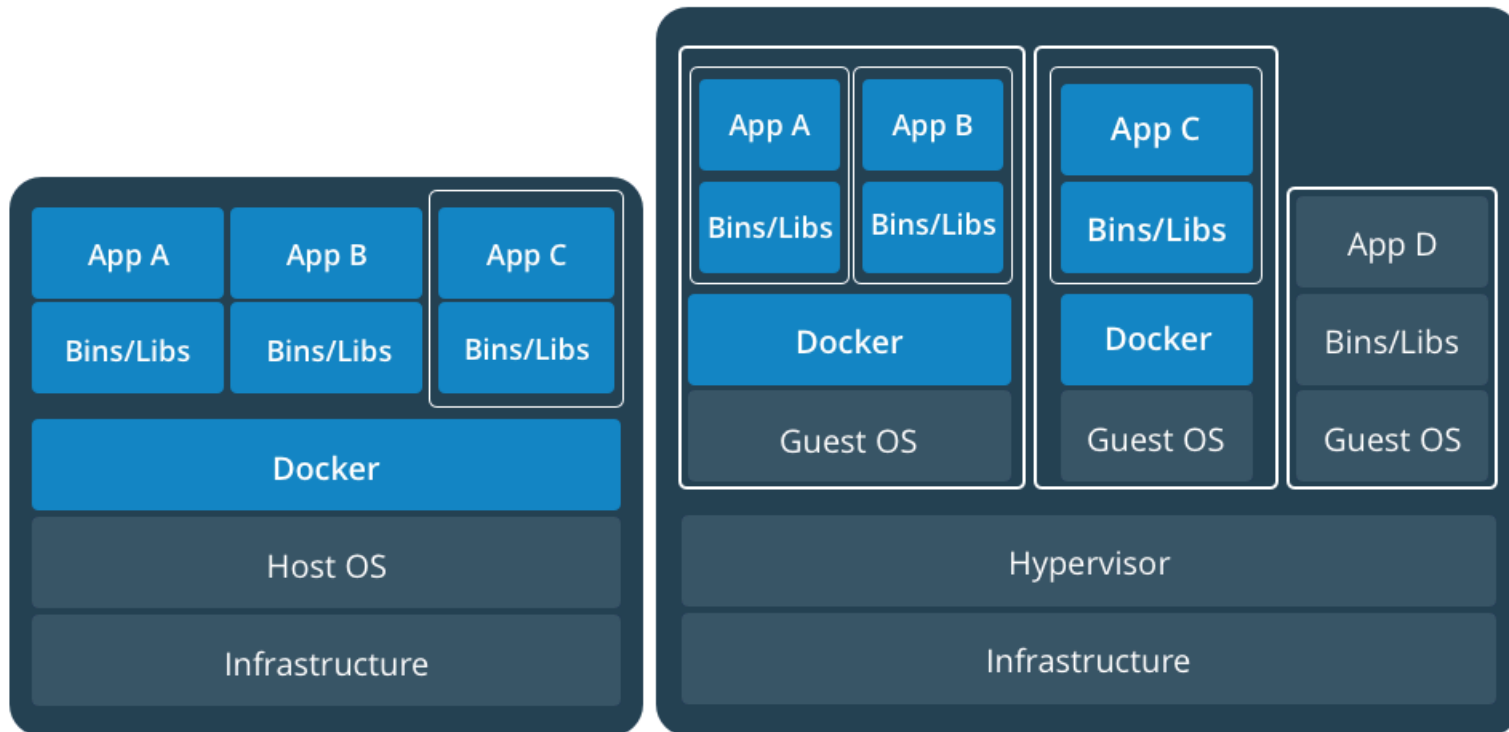 App A
App B
App C
Bins/Libs
Bins/Libs
Bins/Libs
Docker
Host OS
Infrastructure
App A
App B
Bins/Libs
Bins/Libs
Docker
Guest OS
App C
Bins/Libs
Docker
Guest OS
App D
Bins/Libs
Guest OS
Hypervisor
Infrastructure